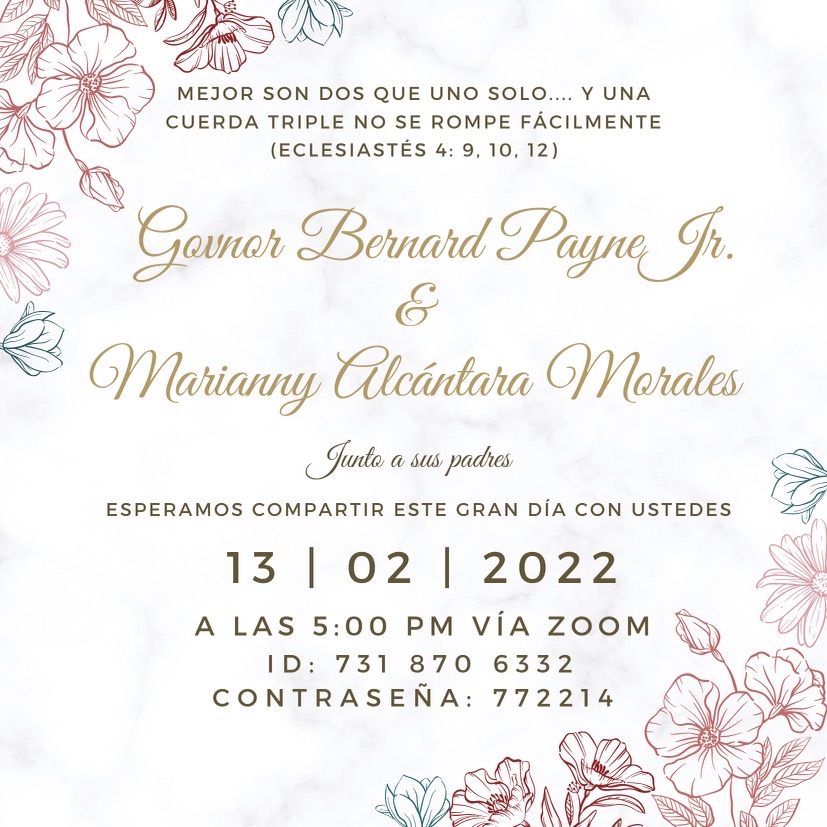 MEJOR SON DOS QUE UNO SOLO.... Y UNA
CUERDA TRIPLE NO SE ROMPE FÁCILMENTE
(ECLESIASTÉS 4: 9, 10, 12)
Govnor Bernard Payne Jr.
&
Marianny Alcántara Morales
Junto a sus padres
ESPERAMOS COMPARTIR ESTE GRAN DÍA CON USTEDES
13 | 02 | 2022
A LAS 5:00 PM VÍA ZOOM
ID: 731 870 6332
CONTRASEÑA: 772214